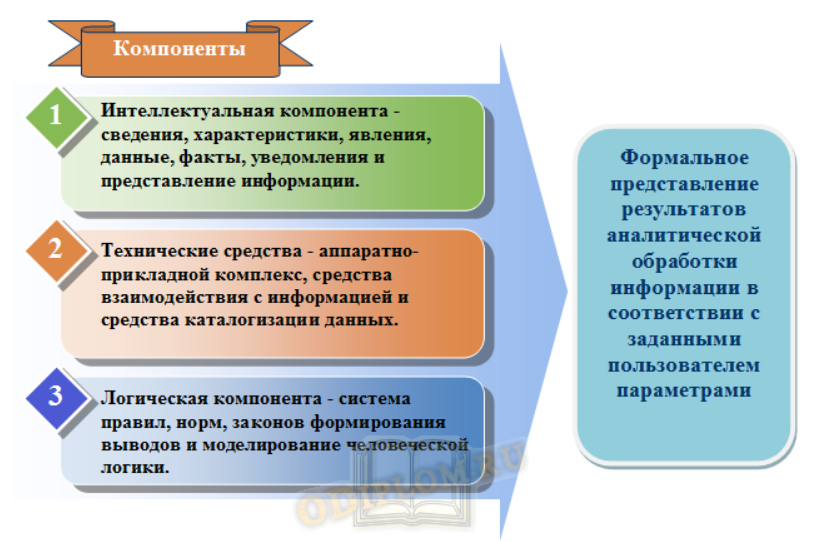 Компоненты
1
Интеллектуальная компонента -
сведения, характеристики, явления,
данные, факты, уведомления и
представление информации.
2
Технические средства - аппаратно-
прикладной комплекс, средства
взаимодействия с информацией и
средства каталогизации данных.
3
Логическая компонента - система
правил, норм, законов формирования
выводов и моделирование человеческой
логики.
Формальное
представление
результатов
аналитической
обработки
информации в
соответствии с
заданными
пользователем
параметрами
ODIPLOM.RU